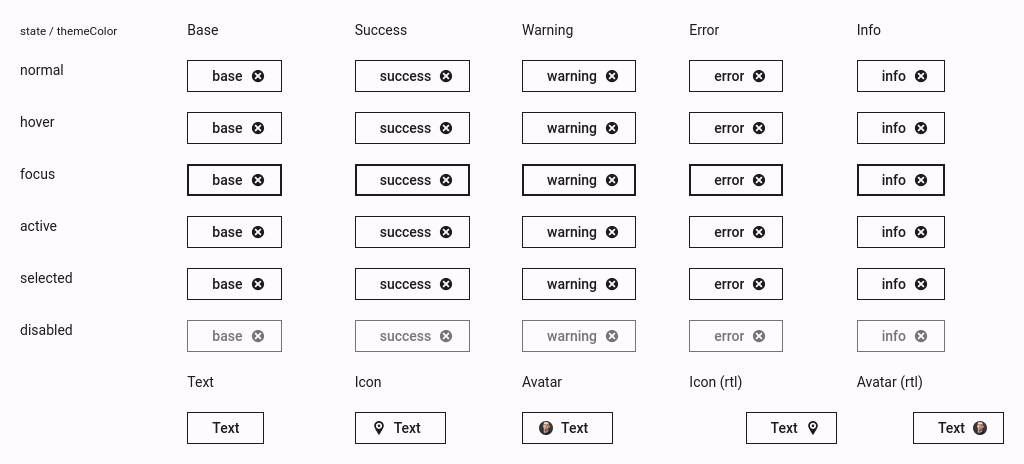 state / themeColor Base Success Warning Error Info
normal base success warning error info
hover base success warning error info
focus base success warning error info
active base success warning error info
selected base success warning error info
disabled base success warning error info
Text Icon Avatar Icon (rtl) Avatar (rtl)
Text Text Text Text Text